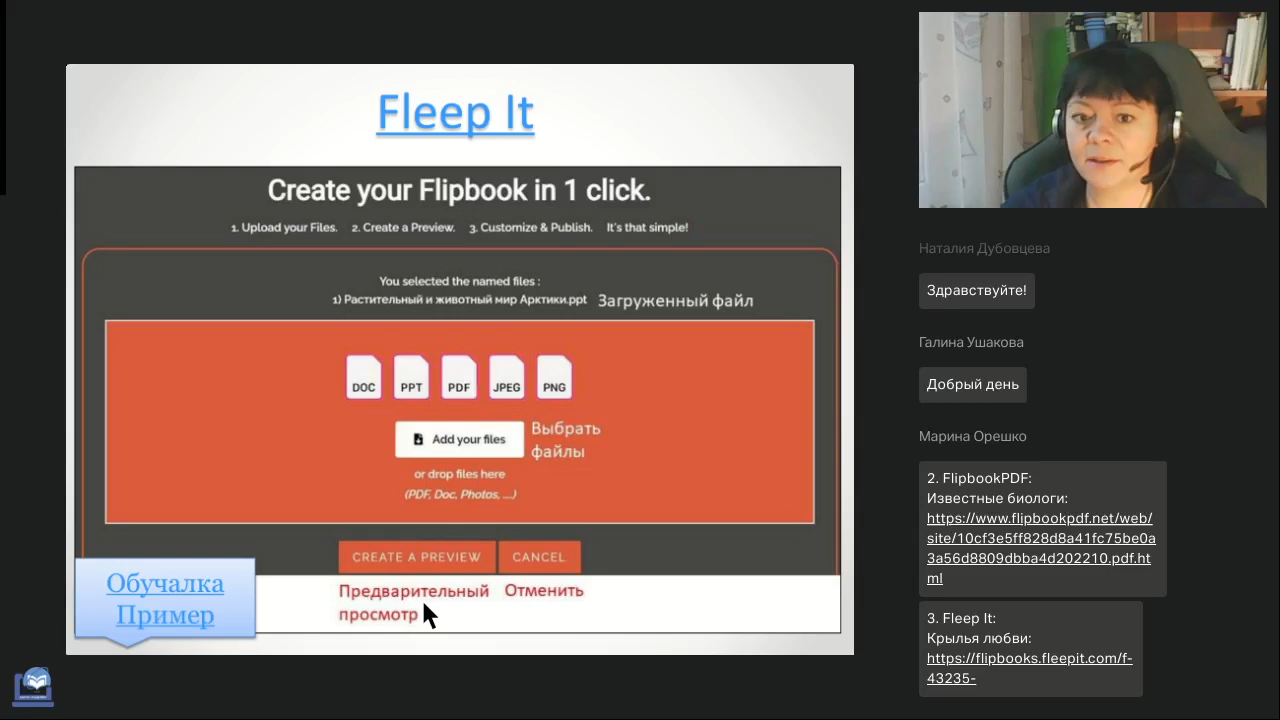 Fleep It
Create your Flipbook in 1 click.
1. Upload your Files. 2. Create a Preview. 3. Customize & Publish. It's that simple!
You selected the named files :
1) Растительный и животный мир Арктики.ppt Загруженный файл
DOC PPT PDF JPEG PNG
Add your files Выбрать
файлы
or drop files here
(PDF, Doc, Photos, ...)
CREATE A PREVIEW CANCEL
Предварительный Отменить
просмотр
Обучалка
Пример
Наталия Дубовцева
Здравствуйте!
Галина Ушакова
Добрый день
Марина Орешко
2. FlipbookPDF:
Известные биологи:
https://www.flipbookpdf.net/web/
site/10cf3e5ff828d8a41fc75be0a
3a56d8809dbba4d202210.pdf.ht
ml
3. Fleep It:
Крылья любви:
https://flipbooks.fleepit.com/f-
43235-